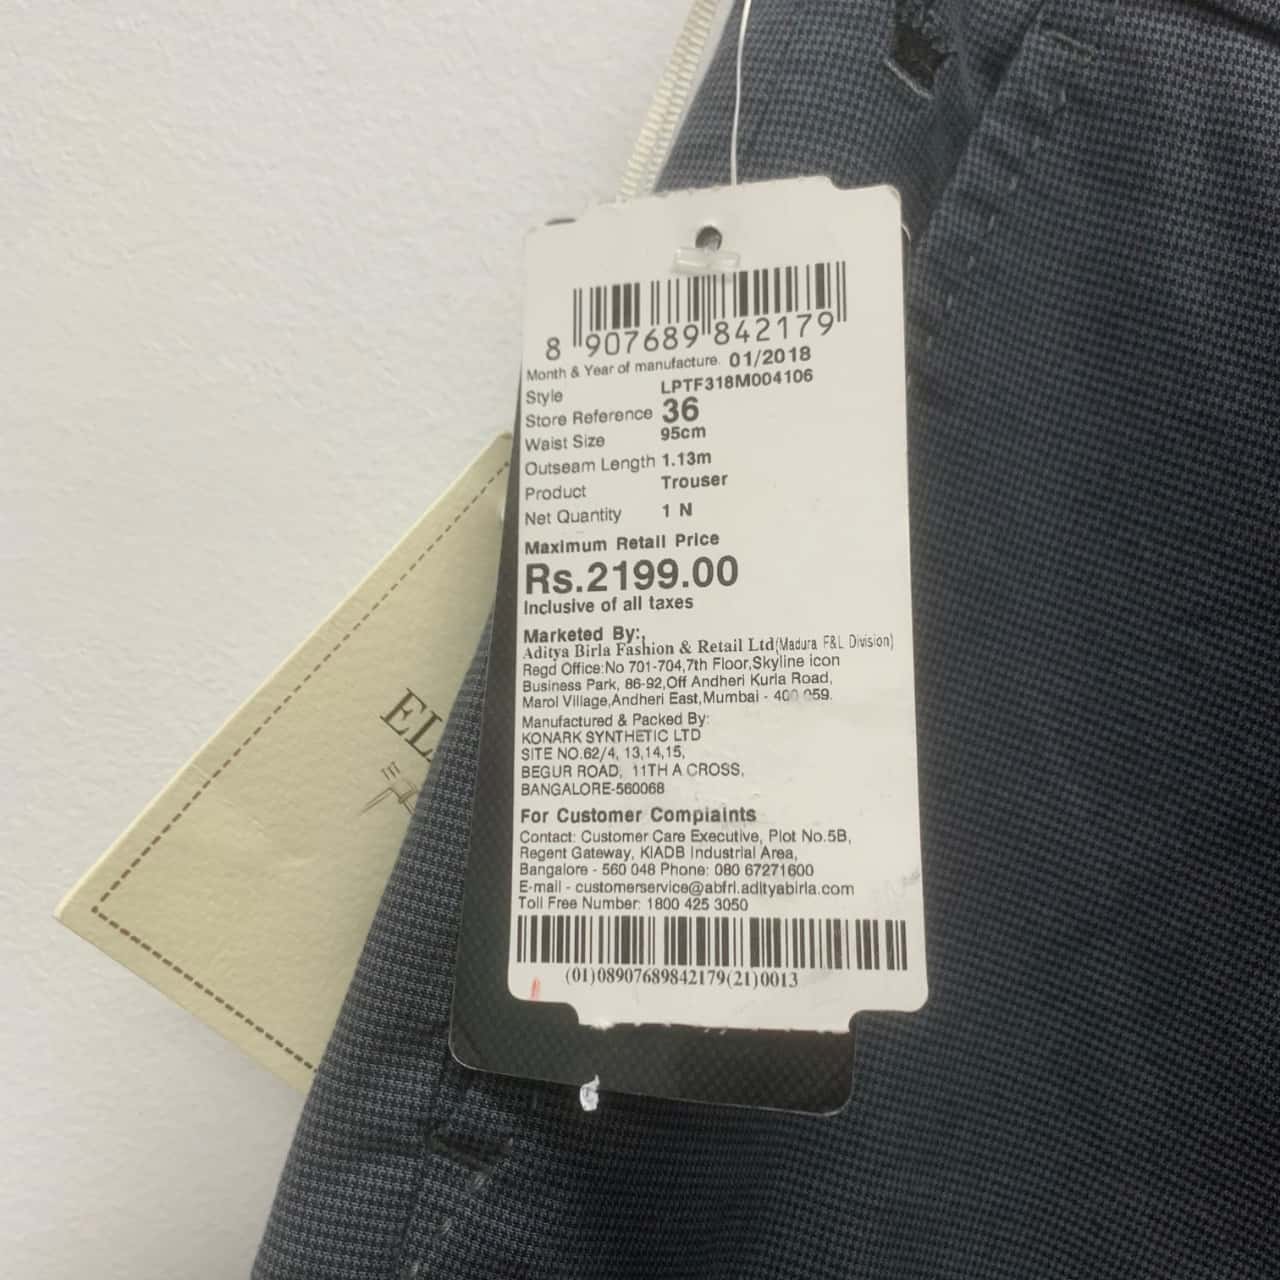 8 907689 842179
Month & Year of manufacture. 01/2018
Style LPTF318M004106
Store Reference 36
Waist Size 95cm
Outseam Length 1.13m
Product Trouser
Net Quantity 1 N
Maximum Retail Price
Rs.2199.00
Inclusive of all taxes
Marketed By:,
Aditya Birla Fashion & Retail Ltd(Madura F&L Division)
Regd Office:No 701-704,7th Floor,Skyline icon
Business Park, 86-92,Off Andheri Kurla Road,
Marol Village,Andheri East,Mumbai - 400 059.
Manufactured & Packed By:
KONARK SYNTHETIC LTD
SITE NO.62/4, 13,14,15,
BEGUR ROAD, 11TH A CROSS,
BANGALORE-560068
For Customer Complaints
Contact: Customer Care Executive, Plot No.5B,
Regent Gateway, KIADB Industrial Area,
Bangalore - 560 048 Phone: 080 67271600
E-mail - customerservice@abfrl.adityabirla.com
Toll Free Number: 1800 425 3050
(01)08907689842179(21)0013